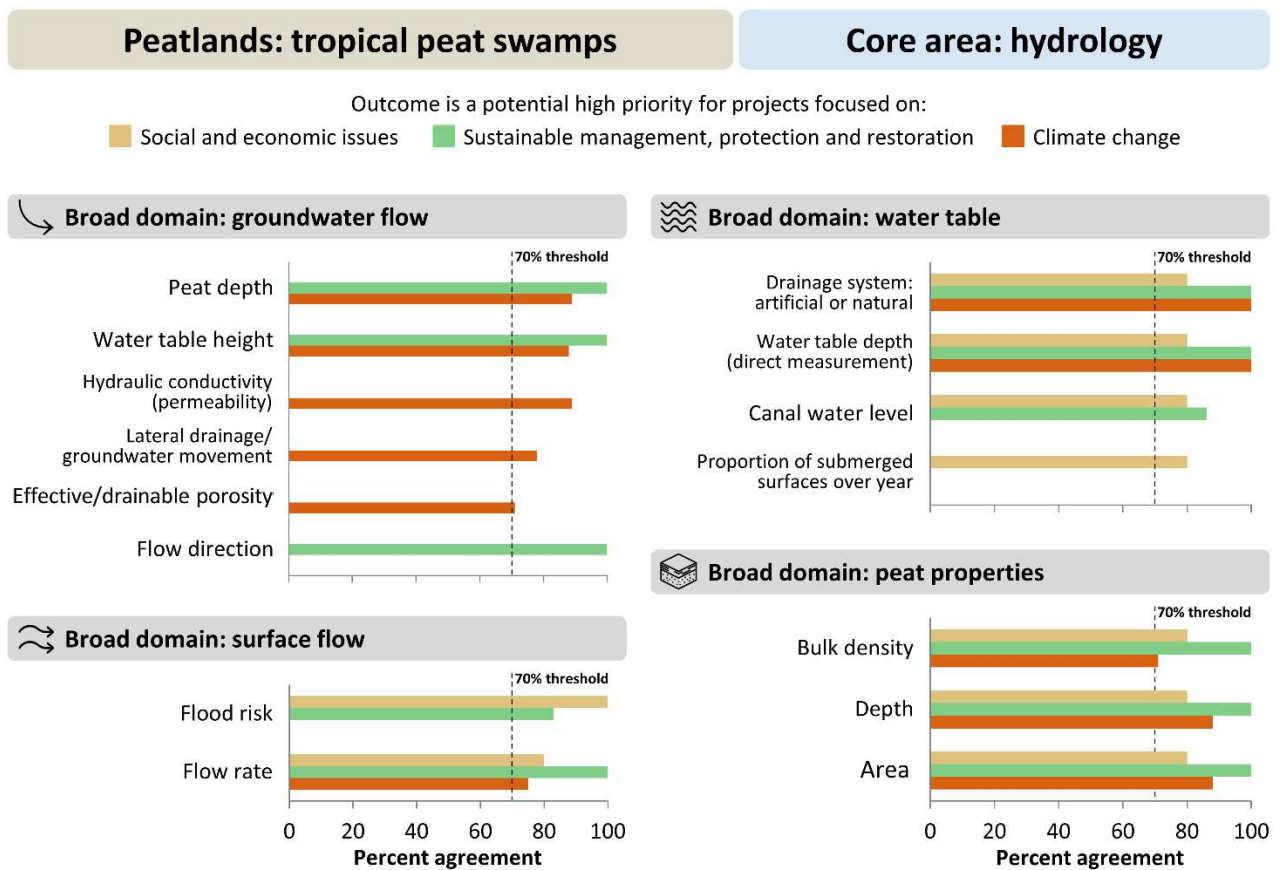 Peatlands: tropical peat swamps
Core area: hydrology
Outcome is a potential high priority for projects focused on:
Social and economic issues
Sustainable management, protection and restoration
Climate change
Broad domain: groundwater flow
70% threshold
Peat depth
Water table height
Hydraulic conductivity
(permeability)
Lateral drainage/
groundwater movement
Effective/drainable porosity
Flow direction
Broad domain: surface flow
70% threshold
Flood risk
Flow rate
0 20 40 60 80 100
Percent agreement
Broad domain: water table
70% threshold
Drainage system:
artificial or natural
Water table depth
(direct measurement)
Canal water level
Proportion of submerged
surfaces over year
Broad domain: peat properties
70% threshold
Bulk density
Depth
Area
0 20 40 60 80 100
Percent agreement